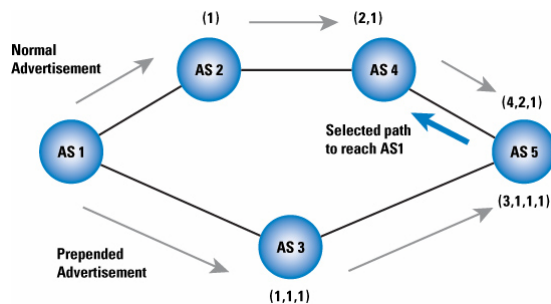 (1)
(2,1)
Normal
Advertisement
AS 2
AS 4
(4,2,1)
Selected path
to reach AS1
AS 1
AS 5
(3,1,1,1)
Prepended
Advertisement
AS 3
(1,1,1)